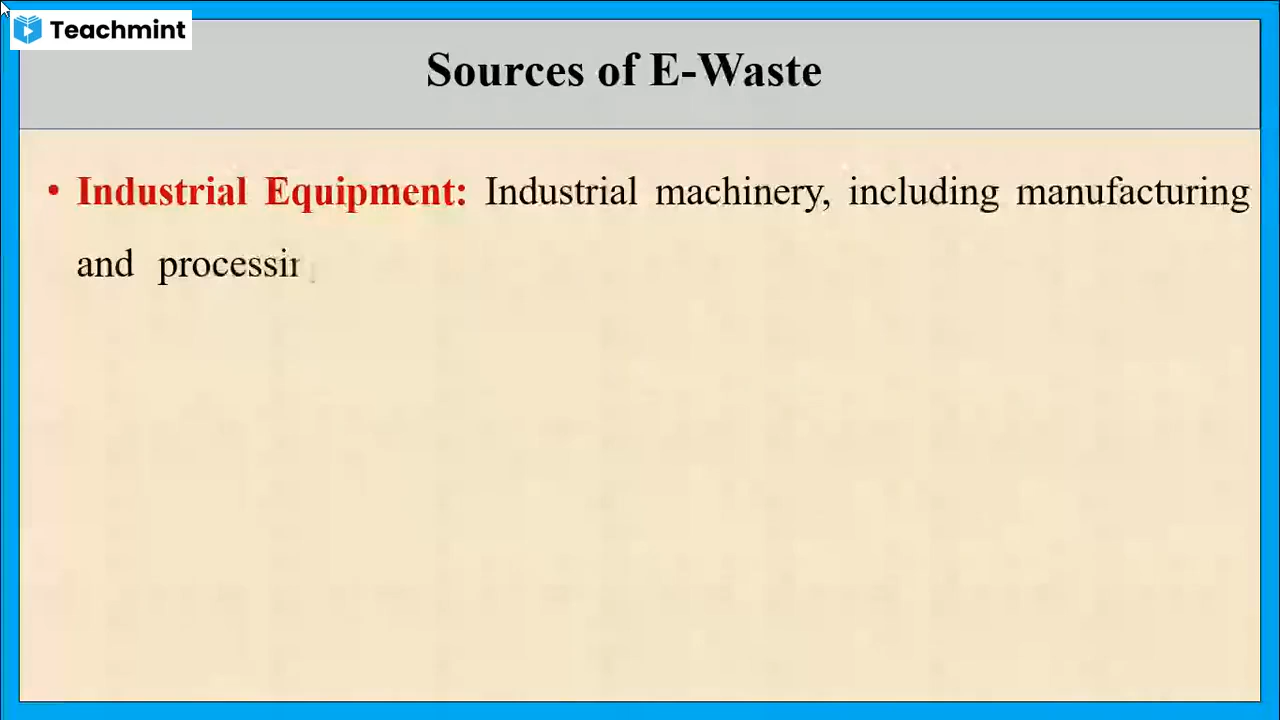 Teachmint
Sources of E-Waste
• Industrial Equipment: Industrial machinery, including manufacturing
and